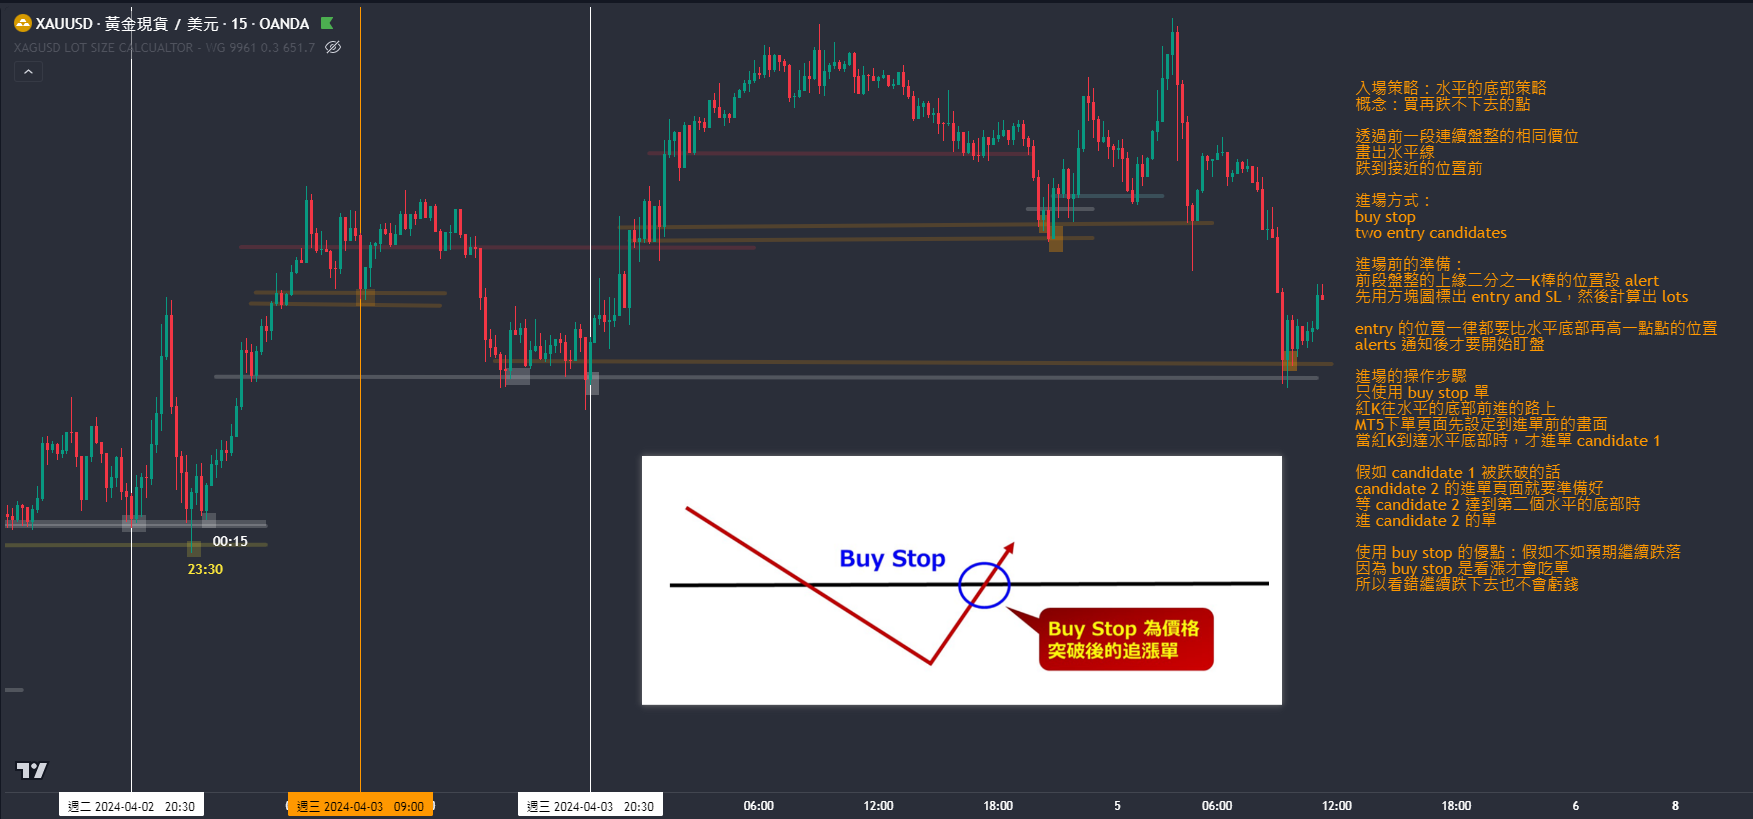 XAUUSD · 黃金現貨 / 美元 · 15 · OANDA
XAGUSD LOT SIZE CALCUALTOR - WG 9961 0.3 651.7
入場策略：水平的底部策略
概念：買再跌不下去的點
透過前一段連續盤整的相同價位
畫出水平線
跌到接近的位置前
進場方式：
buy stop
two entry candidates
進場前的準備：
前段盤整的上緣二分之一K棒的位置設 alert
先用方塊圖標出 entry and SL，然後計算出 lots
entry 的位置一律都要比水平底部再高一點點的位置
alerts 通知後才要開始盯盤
進場的操作步驟
只使用 buy stop 單
紅K往水平的底部前進的路上
MT5下單頁面先設定到進單前的畫面
當紅K到達水平底部時，才進單 candidate 1
假如 candidate 1 被跌破的話
candidate 2 的進單頁面就要準備好
等 candidate 2 達到第二個水平的底部時
進 candidate 2 的單
使用 buy stop 的優點：假如不如預期繼續跌落
因為 buy stop 是看漲才會吃單
所以看錯繼續跌下去也不會虧錢
00:15
23:30
Buy Stop
Buy Stop 為價格
突破後的追漲單
週二 2024-04-02 20:30
週三 2024-04-03 09:00
週三 2024-04-03 20:30
06:00
12:00
18:00
5
06:00
12:00
18:00
6
8